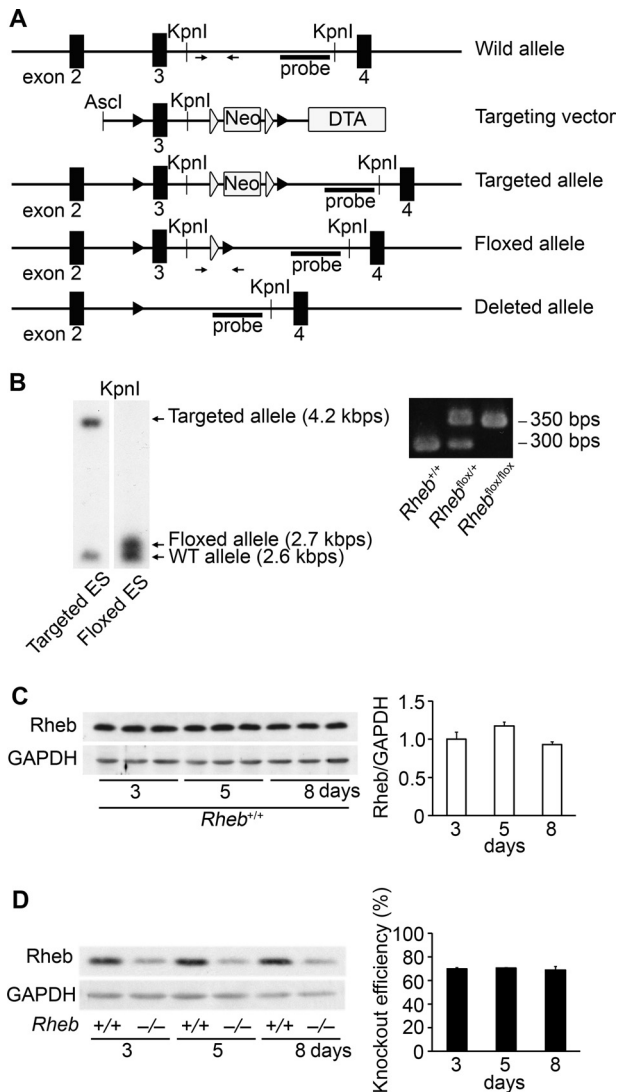 A
KpnI KpnI
Wild allele
exon 2 3 probe 4
AscI KpnI
Neo DTA
Targeting vector
3
KpnI KpnI
Neo
Targeted allele
exon 2 3 probe 4
KpnI KpnI
Floxed allele
exon 2 3 probe 4
KpnI
Deleted allele
exon 2 probe 4
B
KpnI
Targeted allele (4.2 kbps)
Floxed allele (2.7 kbps)
WT allele (2.6 kbps)
Targeted ES
Floxed ES
350 bps
300 bps
Rheb+/+
Rhebflox/+
Rhebflox/flox
C
Rheb
GAPDH
3 5 8 days
Rheb+/+
Rheb/GAPDH
1.5
1.0
0.5
0
3 5 8
days
D
Rheb
GAPDH
Rheb +/+ –/– +/+ –/– +/+ –/–
3 5 8 days
Knockout efficiency (%)
100
80
60
40
20
0
3 5 8
days